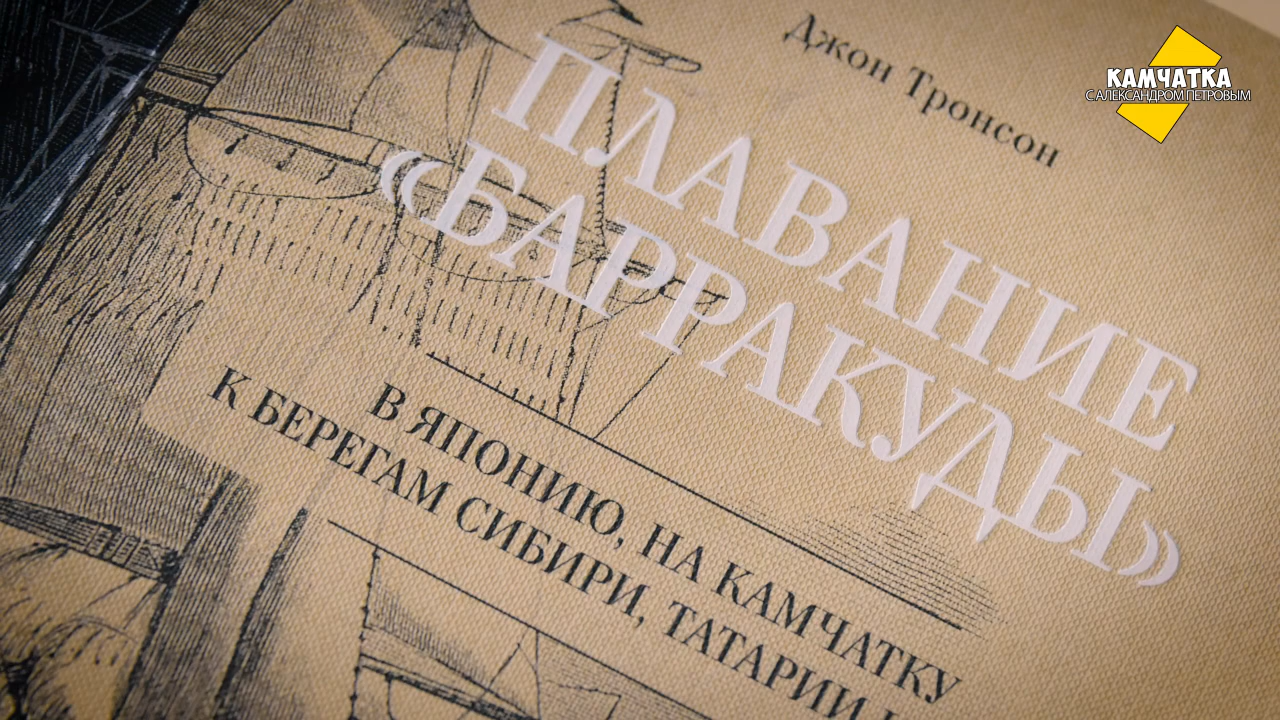 Джон Тронсон
ПЛАВАНИЕ
«БАРРАКУДЫ»
В ЯПОНИЮ, НА КАМЧАТКУ
К БЕРЕГАМ СИБИРИ, ТАТАРИИ
КАМЧАТКА
С АЛЕКСАНДРОМ ПЕТРОВЫМ